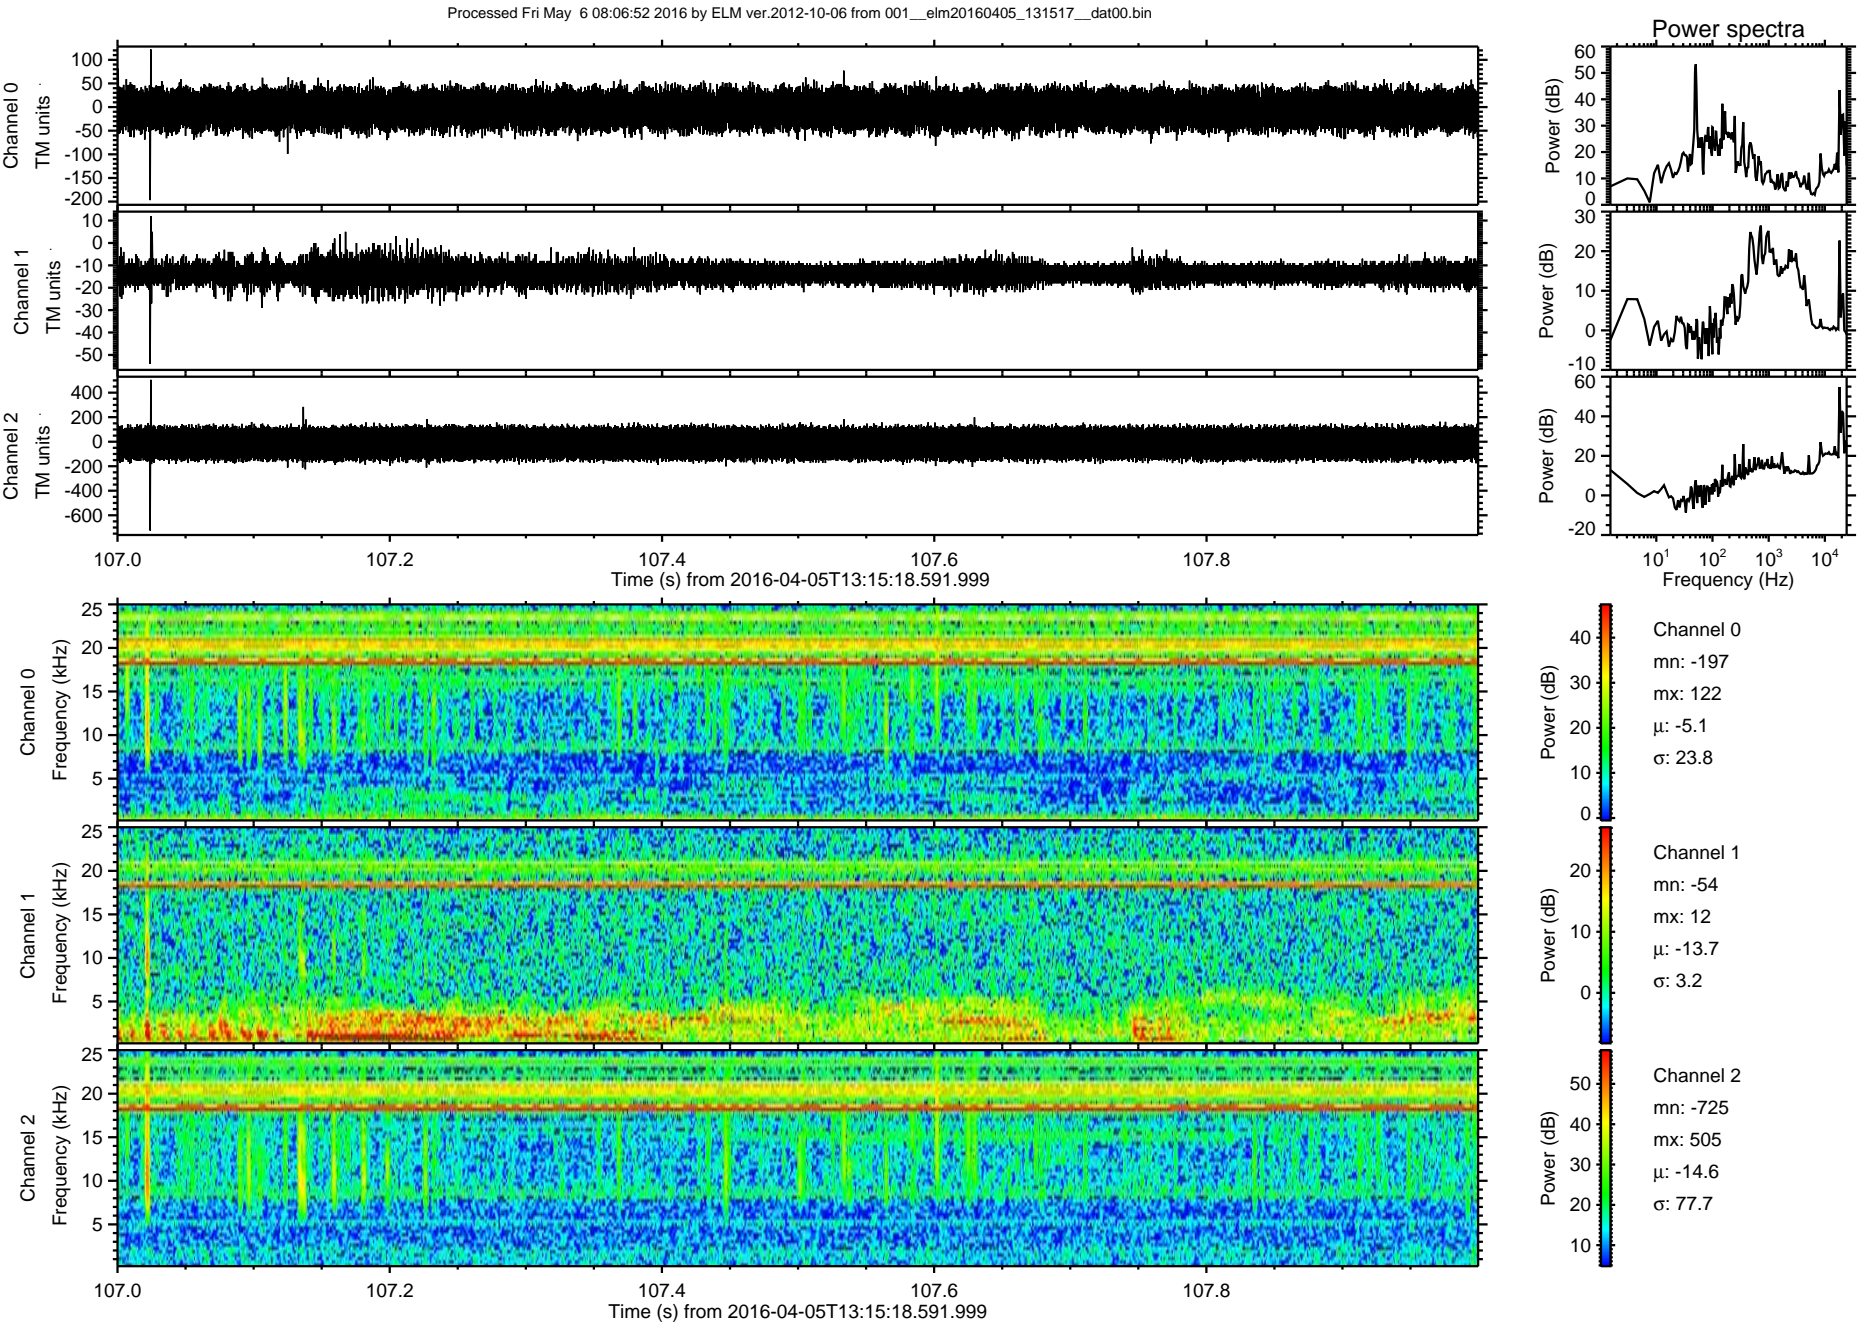 Processed Fri May 6 08:06:52 2016 by ELM ver.2012-10-06 from 001__elm20160405_131517__dat00.bin
Power spectra
Channel 0
TM units
100
50
0
-50
-100
-150
-200
Power (dB)
60
50
40
30
20
10
0
Channel 1
TM units
10
0
-10
-20
-30
-40
-50
Power (dB)
30
20
10
0
-10
Channel 2
TM units
400
200
0
-200
-400
-600
Power (dB)
60
40
20
0
-20
107.0 107.2 107.4 107.6 107.8
Time (s) from 2016-04-05T13:15:18.591.999
10¹ 10² 10³ 10⁴
Frequency (Hz)
Channel 0
Frequency (kHz)
25
20
15
10
5
Power (dB)
40
30
20
10
0
Channel 0
mn: -197
mx: 122
μ: -5.1
σ: 23.8
Channel 1
Frequency (kHz)
25
20
15
10
5
Power (dB)
20
10
0
Channel 1
mn: -54
mx: 12
μ: -13.7
σ: 3.2
Channel 2
Frequency (kHz)
25
20
15
10
5
Power (dB)
50
40
30
20
10
Channel 2
mn: -725
mx: 505
μ: -14.6
σ: 77.7
107.0 107.2 107.4 107.6 107.8
Time (s) from 2016-04-05T13:15:18.591.999